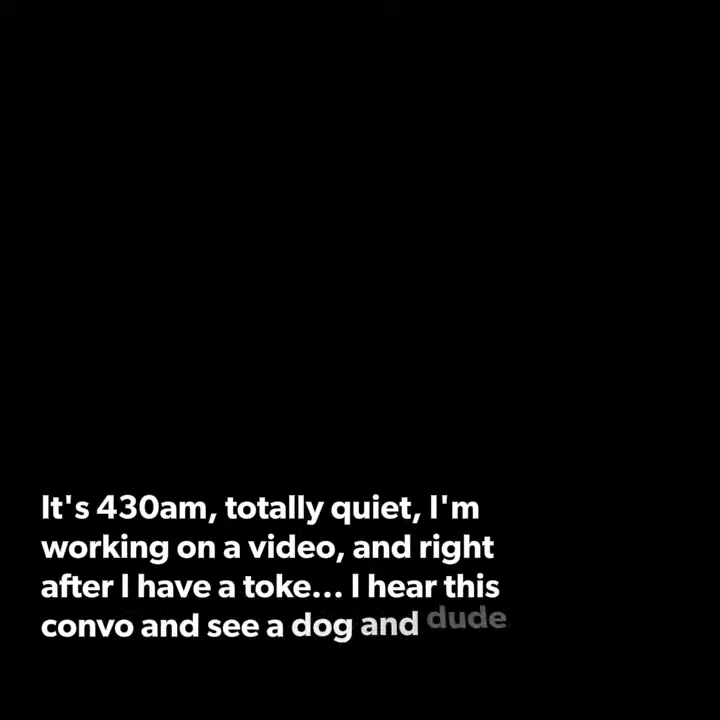 It's 430am, totally quiet, I'm
working on a video, and right
after I have a toke... I hear this
convo and see a dog and dude